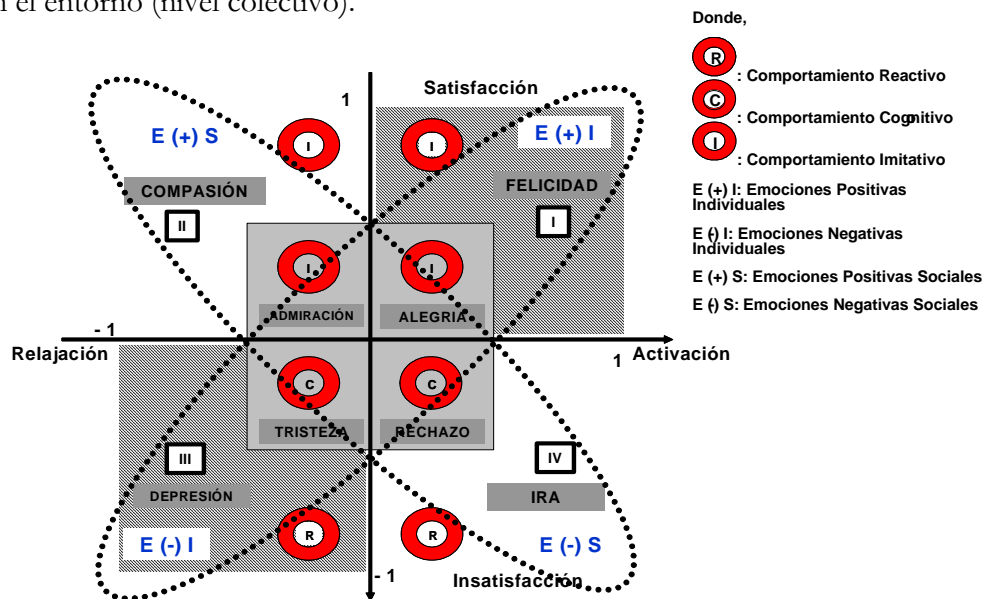 n el entorno (nivel colectivo).
Donde,
R
: Comportamiento Reactivo
C
: Comportamiento Cognitivo
I
: Comportamiento Imitativo
E (+) I: Emociones Positivas
Individuales
E (-) I: Emociones Negativas
Individuales
E (+) S: Emociones Positivas Sociales
E (-) S: Emociones Negativas Sociales
1
Satisfacción
E (+) S
I
I
E (+) I
COMPASIÓN
FELICIDAD
II
I
I
I
ADMIRACIÓN
ALEGRIA
- 1
Relajación
1
Activación
C
C
TRISTEZA
RECHAZO
III
IV
DEPRESIÓN
IRA
R
R
E (-) I
E (-) S
- 1
Insatisfacción